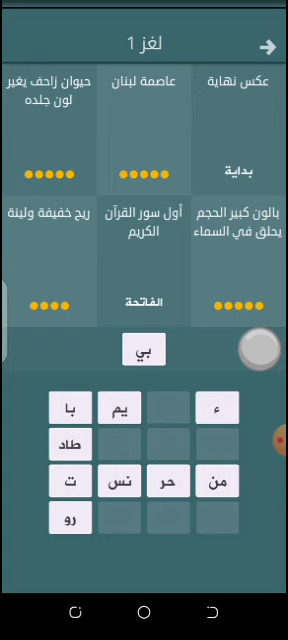 لغز 1
عكس نهاية
بداية
عاصمة لبنان
حيوان زاحف يغير
لون جلده
بالون كبير الحجم
يحلق في السماء
أول سور القرآن
الكريم
الفاتحة
ريح خفيفة ولينة
بي
ء
يم
با
طاد
من
حر
نس
ت
رو